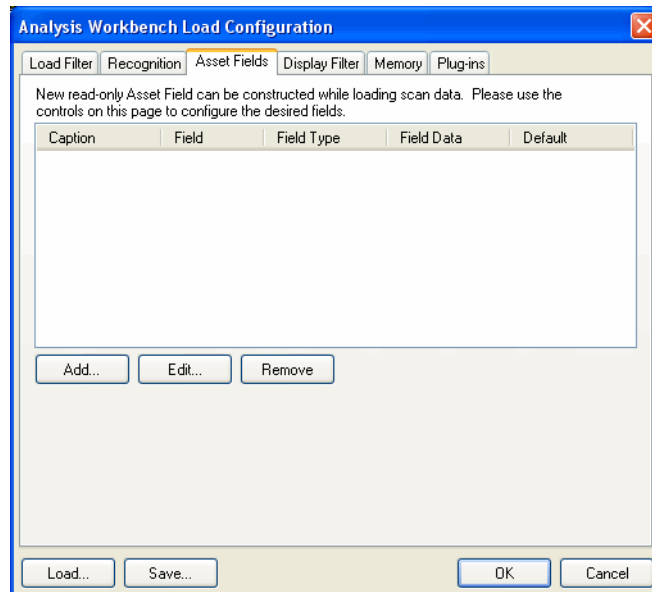 Analysis Workbench Load Configuration
Load Filter Recognition Asset Fields Display Filter Memory Plug-ins
New read-only Asset Field can be constructed while loading scan data. Please use the
controls on this page to configure the desired fields.
Caption Field Field Type Field Data Default
Add... Edit... Remove
Load... Save... OK Cancel